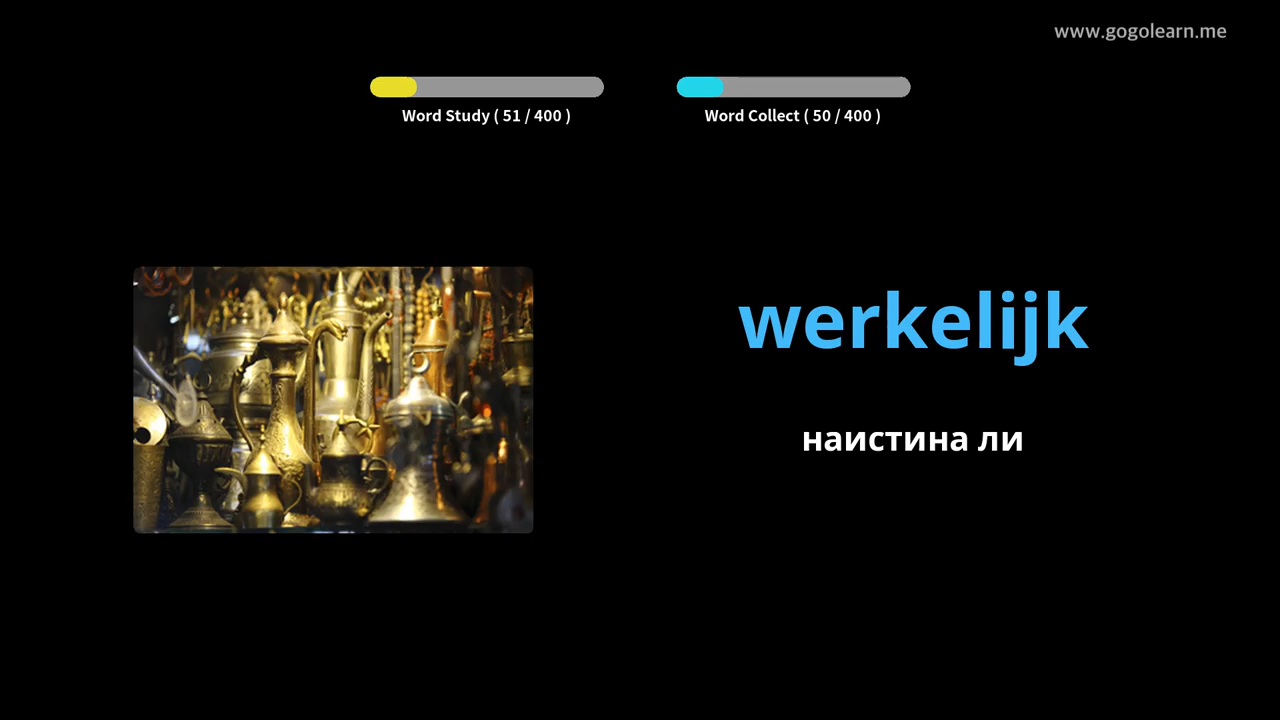 www.gogolearn.me
Word Study ( 51 / 400 )
Word Collect ( 50 / 400 )
werkelijk
наистина ли